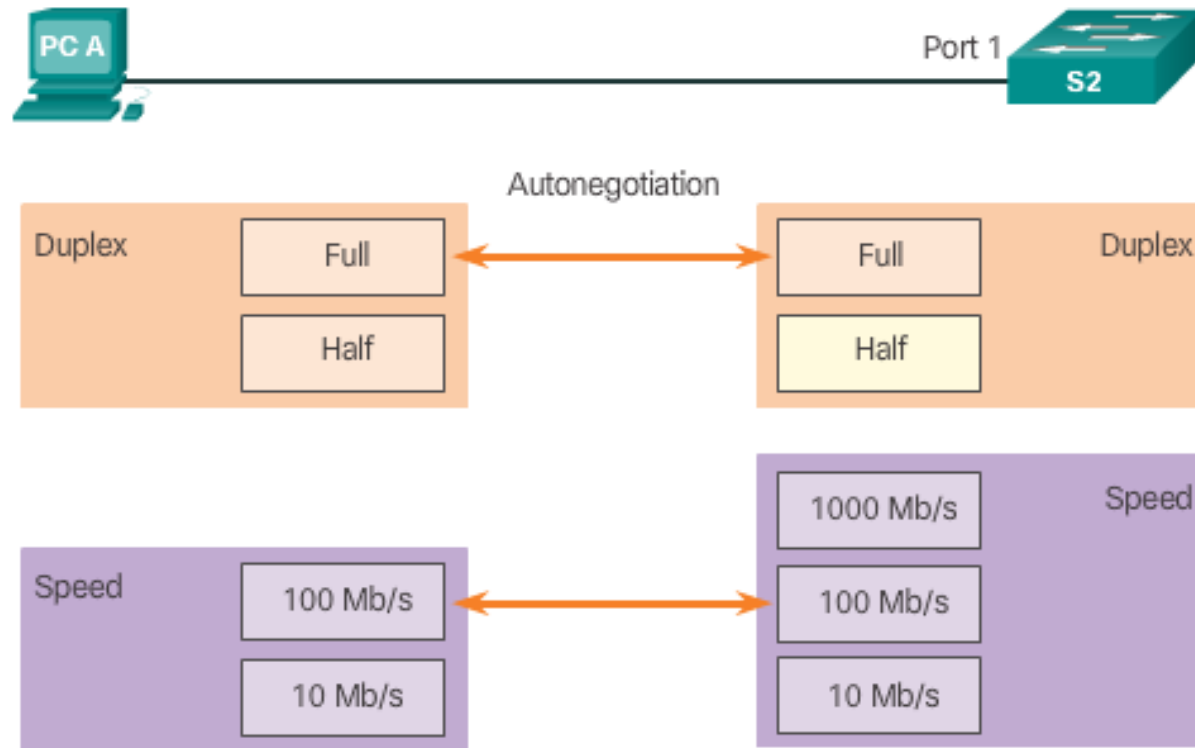 PC A
Port 1
S2
Autonegotiation
Duplex
Full
Full
Duplex
Half
Half
1000 Mb/s
Speed
Speed
100 Mb/s
100 Mb/s
10 Mb/s
10 Mb/s